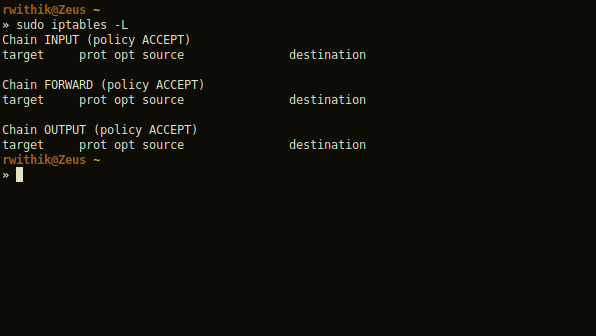 rwithik@Zeus ~
» sudo iptables -L
Chain INPUT (policy ACCEPT)
target     prot opt source               destination

Chain FORWARD (policy ACCEPT)
target     prot opt source               destination

Chain OUTPUT (policy ACCEPT)
target     prot opt source               destination
rwithik@Zeus ~
»